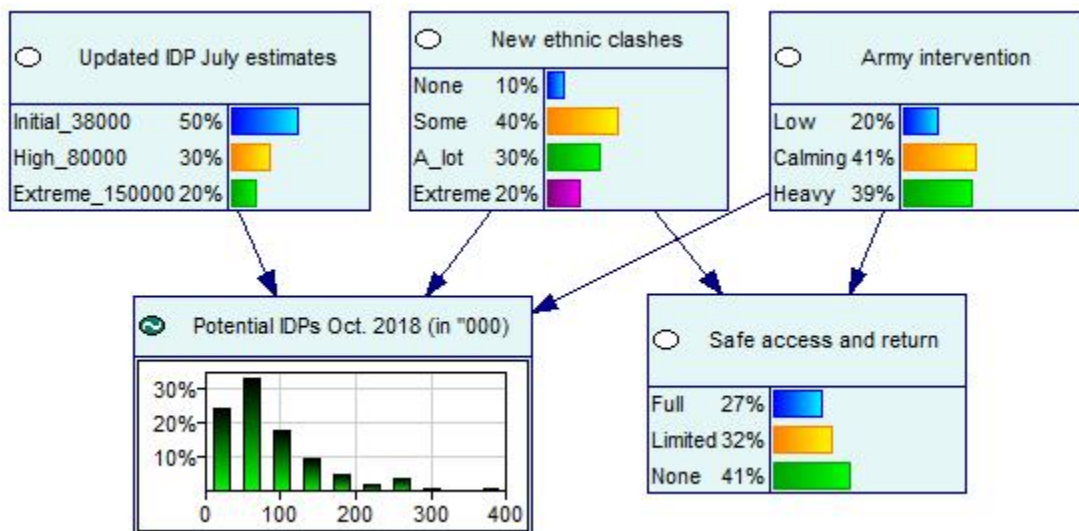 Updated IDP July estimates
Initial_38000 50%
High_80000 30%
Extreme_150000 20%
New ethnic clashes
None 10%
Some 40%
A_lot 30%
Extreme 20%
Army intervention
Low 20%
Calming 41%
Heavy 39%
Potential IDPs Oct. 2018 (in "000)
30%
20%
10%
0 100 200 300 400
Safe access and return
Full 27%
Limited 32%
None 41%